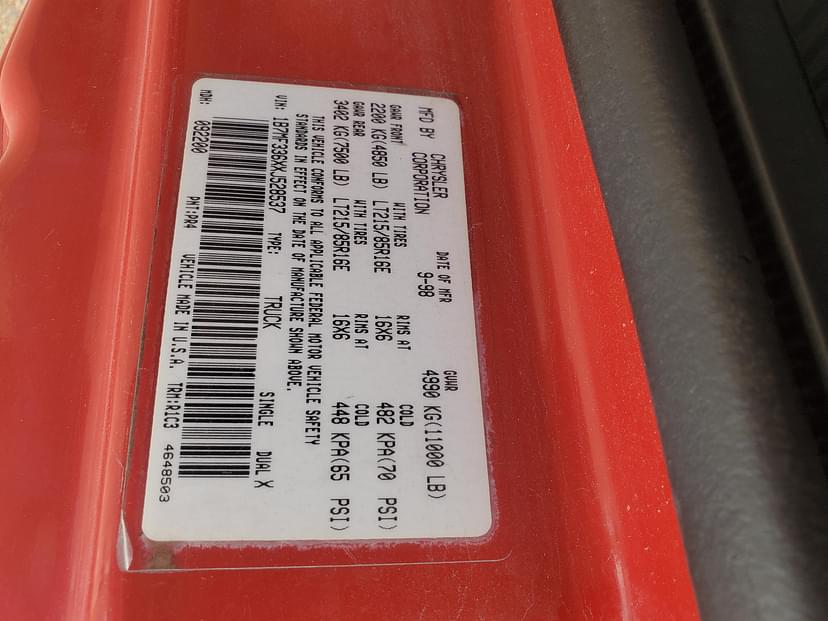 MFD BY CHRYSLER CORPORATION DATE OF MFR 9-98 GVWR 4990 KG(11000 LB)
GAWR FRONT WITH TIRES RIMS AT COLD
2200 KG(4850 LB) LT215/85R16E 16X6 482 KPA(70 PSI)
GAWR REAR WITH TIRES RIMS AT COLD
3402 KG(7500 LB) LT215/85R16E 16X6 448 KPA(65 PSI)
THIS VEHICLE CONFORMS TO ALL APPLICABLE FEDERAL MOTOR VEHICLE SAFETY
STANDARDS IN EFFECT ON THE DATE OF MANUFACTURE SHOWN ABOVE.
VIN: 1B7MF336XXJ528537 TYPE: TRUCK SINGLE DUAL X
MDH: 092200 PNT:PR4 VEHICLE MADE IN U.S.A. TRM:R1C3 4648503